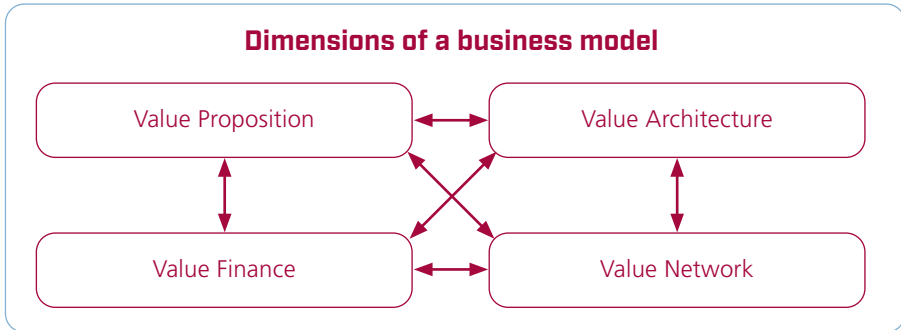 Dimensions of a business model
Value Proposition
Value Architecture
Value Finance
Value Network